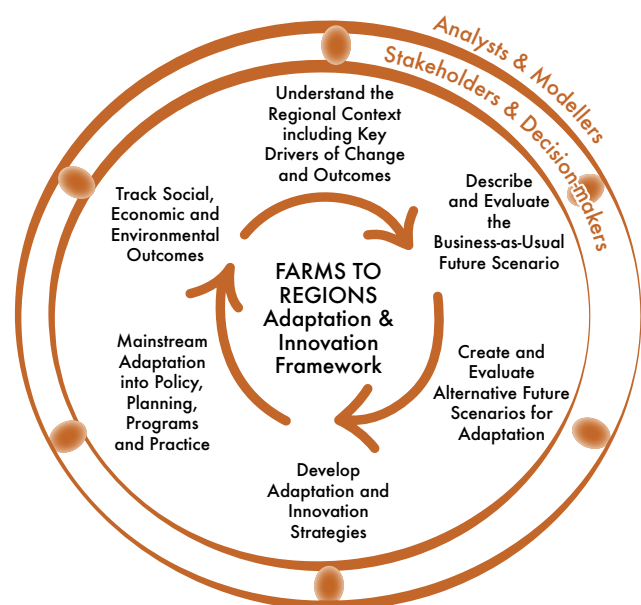 Analysts & Modellers
Stakeholders & Decision-makers
Understand the
Regional Context
including Key
Drivers of Change
and Outcomes
Describe
and Evaluate
the
Business-as-Usual
Future Scenario
Create and
Evaluate
Alternative Future
Scenarios for
Adaptation
Develop
Adaptation and
Innovation
Strategies
Mainstream
Adaptation
into Policy,
Planning,
Programs
and Practice
Track Social,
Economic and
Environmental
Outcomes
FARMS TO
REGIONS
Adaptation &
Innovation
Framework